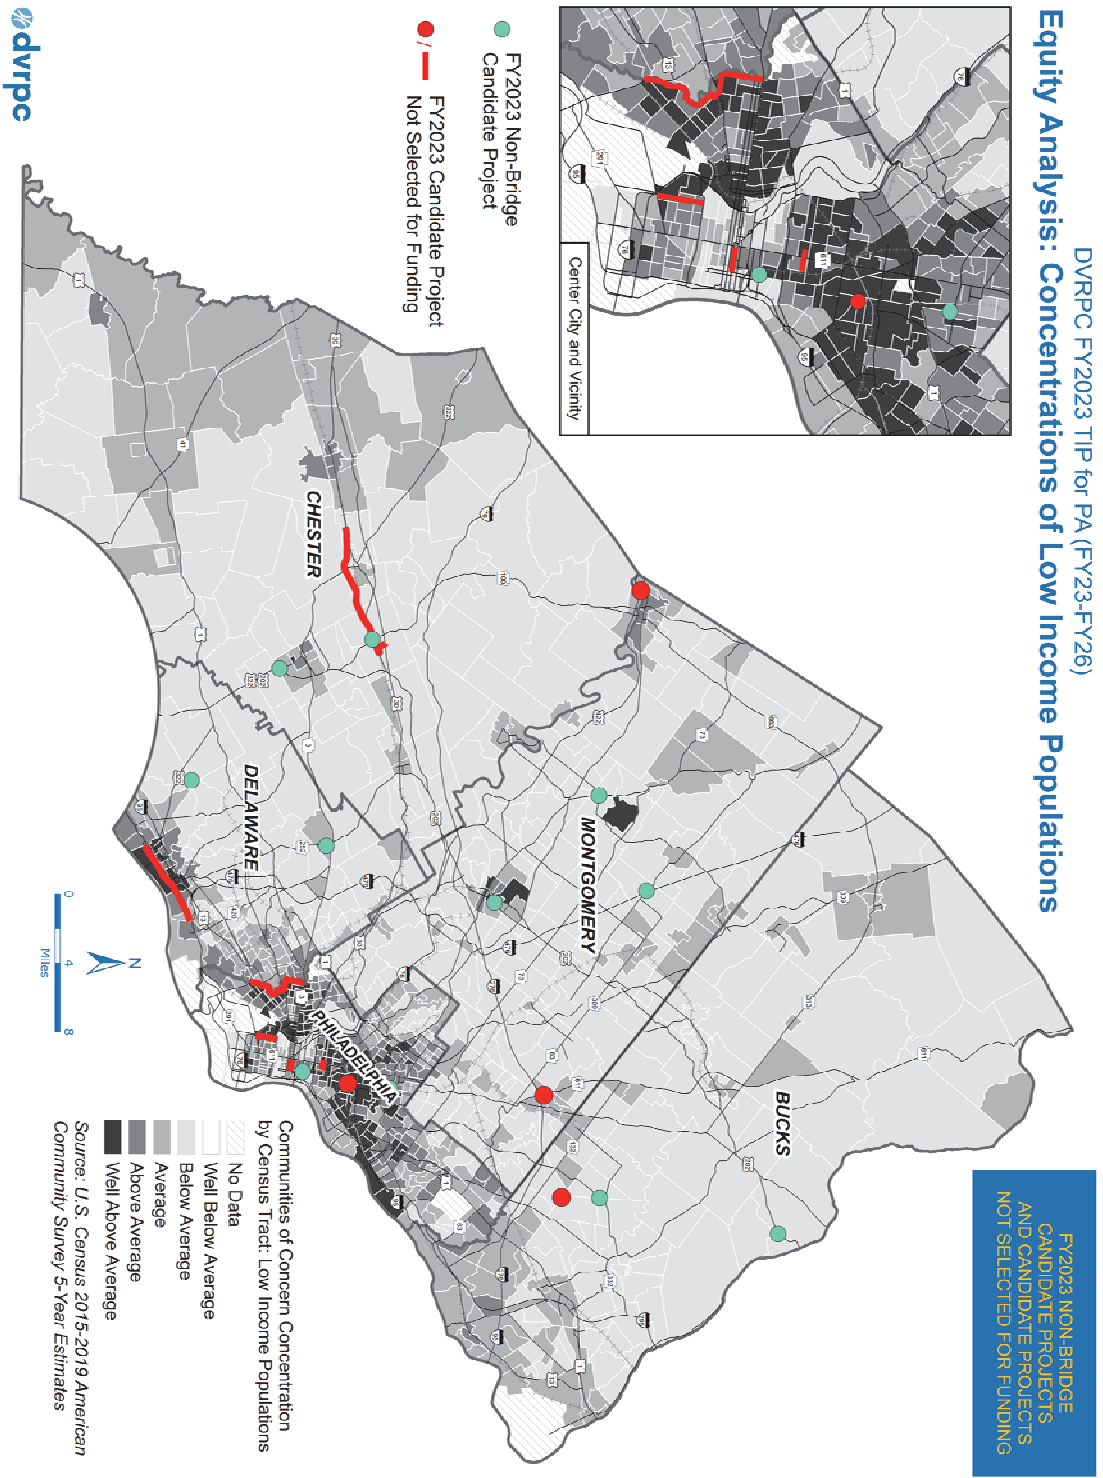 DVRPC FY2023 TIP for PA (FY23-FY26)
Equity Analysis: Concentrations of Low Income Populations
FY2023 NON-BRIDGE
CANDIDATE PROJECTS
AND CANDIDATE PROJECTS
NOT SELECTED FOR FUNDING
Center City and Vicinity
FY2023 Non-Bridge
Candidate Project
FY2023 Candidate Project
Not Selected for Funding
BUCKS
MONTGOMERY
CHESTER
DELAWARE
PHILADELPHIA
Communities of Concern Concentration
by Census Tract: Low Income Populations
No Data
Well Below Average
Below Average
Average
Above Average
Well Above Average
Source: U.S. Census 2015-2019 American
Community Survey 5-Year Estimates
N
0 4 8
Miles
dvrpc